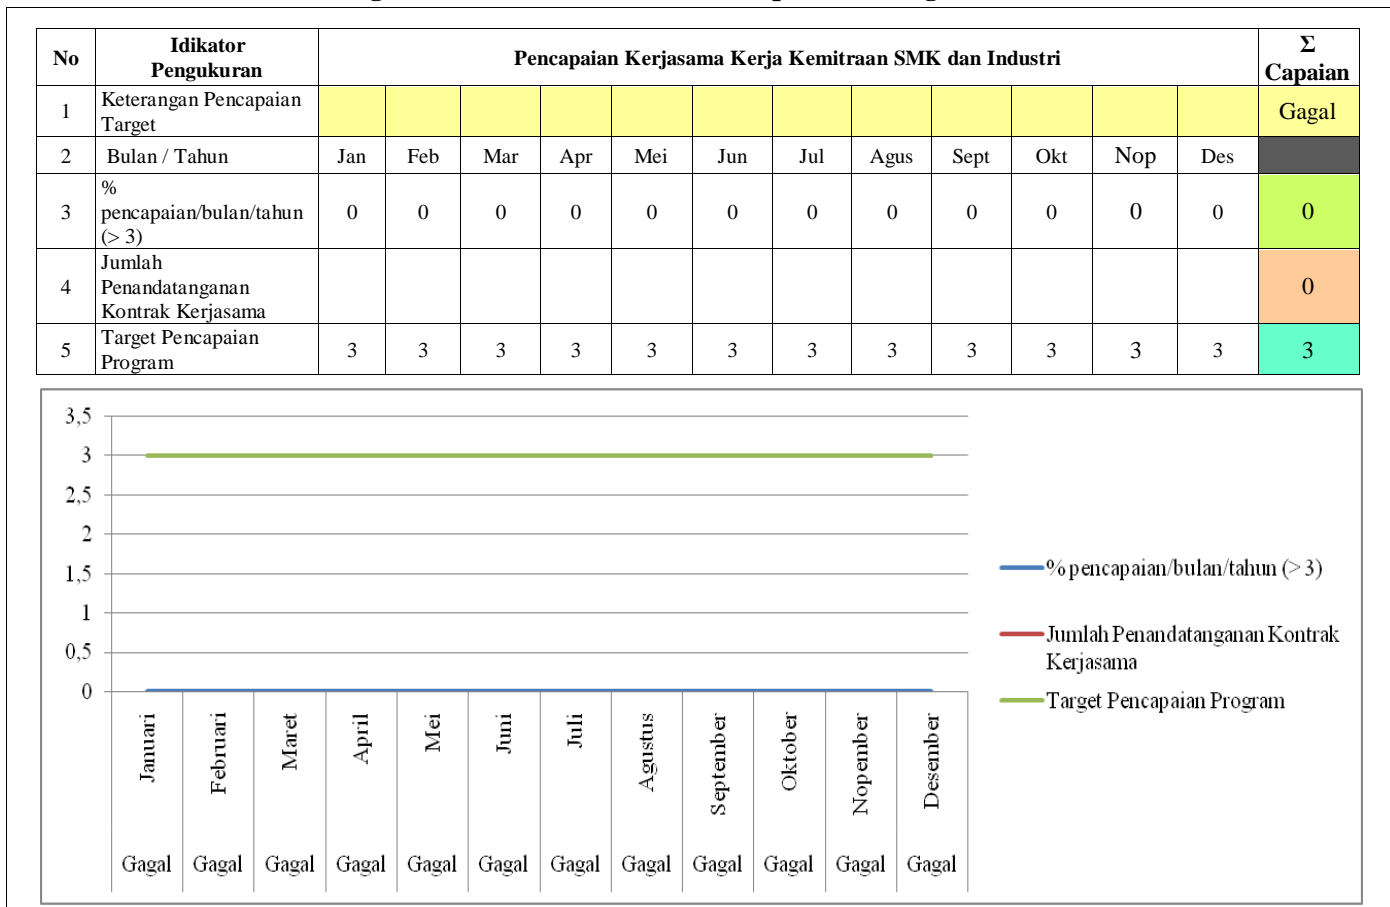 No
Idikator
Pengukuran
Pencapaian Kerjasama Kerja Kemitraan SMK dan Industri
Σ
Capaian
1
Keterangan Pencapaian
Target
Gagal
2 Bulan / Tahun Jan Feb Mar Apr Mei Jun Jul Agus Sept Okt Nop Des
3
%
pencapaian/bulan/tahun
(> 3)
0 0 0 0 0 0 0 0 0 0 0 0 0
4
Jumlah
Penandatanganan
Kontrak Kerjasama
0
5
Target Pencapaian
Program
3 3 3 3 3 3 3 3 3 3 3 3 3
3,5
3
2,5
2
1,5
1
0,5
0
Januari
Februari
Maret
April
Mei
Juni
Juli
Agustus
September
Oktober
Nopember
Desember
Gagal Gagal Gagal Gagal Gagal Gagal Gagal Gagal Gagal Gagal Gagal Gagal
% pencapaian/bulan/tahun (> 3)
Jumlah Penandatanganan Kontrak
Kerjasama
Target Pencapaian Program